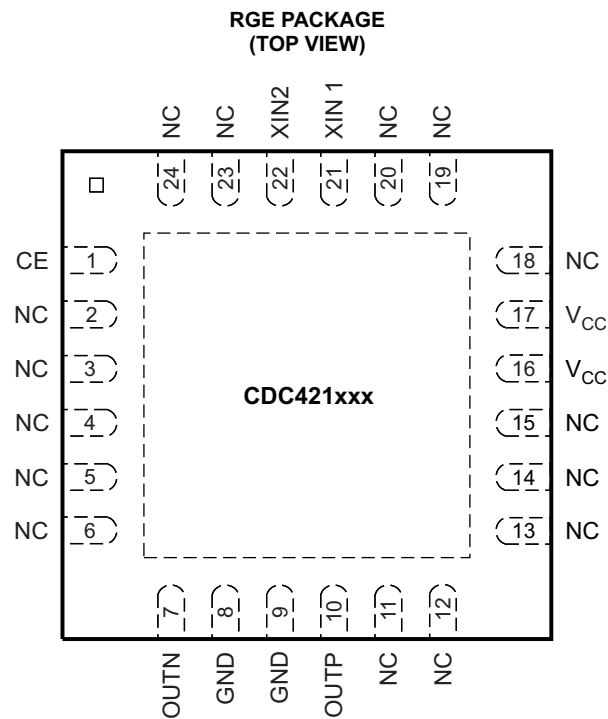 RGE PACKAGE
(TOP VIEW)
NC NC XIN2 XIN 1 NC NC
24 23 22 21 20 19
CE 1 18 NC
NC 2 17 VCC
NC 3 16 VCC
CDC421xxx
NC 4 15 NC
NC 5 14 NC
NC 6 13 NC
7 8 9 10 11 12
OUTN GND GND OUTP NC NC